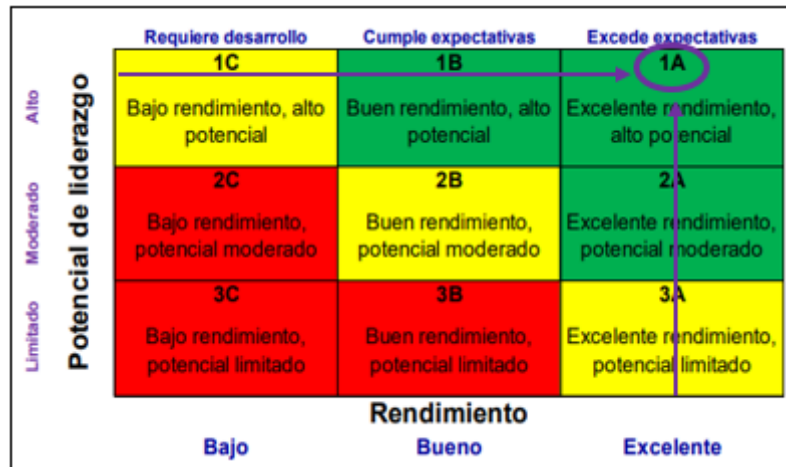 Requiere desarrollo
Cumple expectativas
Excede expectativas
Potencial de liderazgo
Alto
1C
Bajo rendimiento, alto
potencial
1B
Buen rendimiento, alto
potencial
1A
Excelente rendimiento,
alto potencial
Moderado
2C
Bajo rendimiento,
potencial moderado
2B
Buen rendimiento,
potencial moderado
2A
Excelente rendimiento,
potencial moderado
Limitado
3C
Bajo rendimiento,
potencial limitado
3B
Buen rendimiento,
potencial limitado
3A
Excelente rendimiento,
potencial limitado
Rendimiento
Bajo
Bueno
Excelente